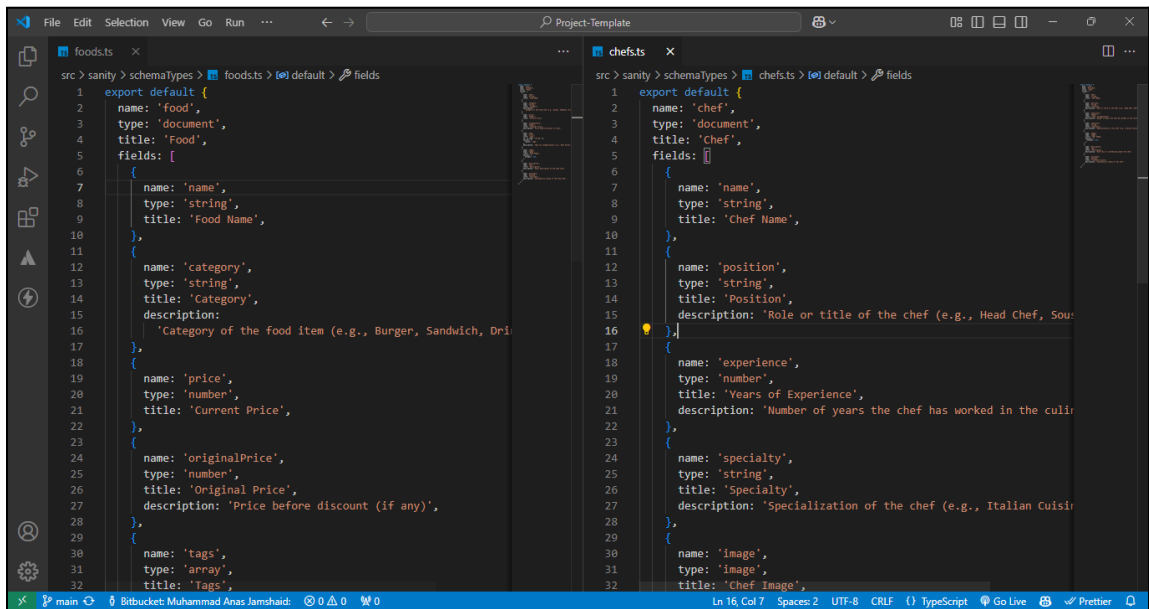 File Edit Selection View Go Run ··· Project-Template
foods.ts
src > sanity > schemaTypes > foods.ts > default > fields
1 export default {
2 name: 'food',
3 type: 'document',
4 title: 'Food',
5 fields: [
6 {
7 name: 'name',
8 type: 'string',
9 title: 'Food Name',
10 },
11 {
12 name: 'category',
13 type: 'string',
14 title: 'Category',
15 description:
16 'Category of the food item (e.g., Burger, Sandwich, Dri
17 },
18 {
19 name: 'price',
20 type: 'number',
21 title: 'Current Price',
22 },
23 {
24 name: 'originalPrice',
25 type: 'number',
26 title: 'Original Price',
27 description: 'Price before discount (if any)',
28 },
29 {
30 name: 'tags',
31 type: 'array',
32 title: 'Tags',
chefs.ts
src > sanity > schemaTypes > chefs.ts > default > fields
1 export default {
2 name: 'chef',
3 type: 'document',
4 title: 'Chef',
5 fields: [
6 {
7 name: 'name',
8 type: 'string',
9 title: 'Chef Name',
10 },
11 {
12 name: 'position',
13 type: 'string',
14 title: 'Position',
15 description: 'Role or title of the chef (e.g., Head Chef, Sous
16 },
17 {
18 name: 'experience',
19 type: 'number',
20 title: 'Years of Experience',
21 description: 'Number of years the chef has worked in the culin
22 },
23 {
24 name: 'specialty',
25 type: 'string',
26 title: 'Specialty',
27 description: 'Specialization of the chef (e.g., Italian Cuisin
28 },
29 {
30 name: 'image',
31 type: 'image',
32 title: 'Chef Image',
main Bitbucket: Muhammad Anas Jamshaid: 0 0 0 Ln 16, Col 7 Spaces: 2 UTF-8 CRLF {} TypeScript Go Live Prettier